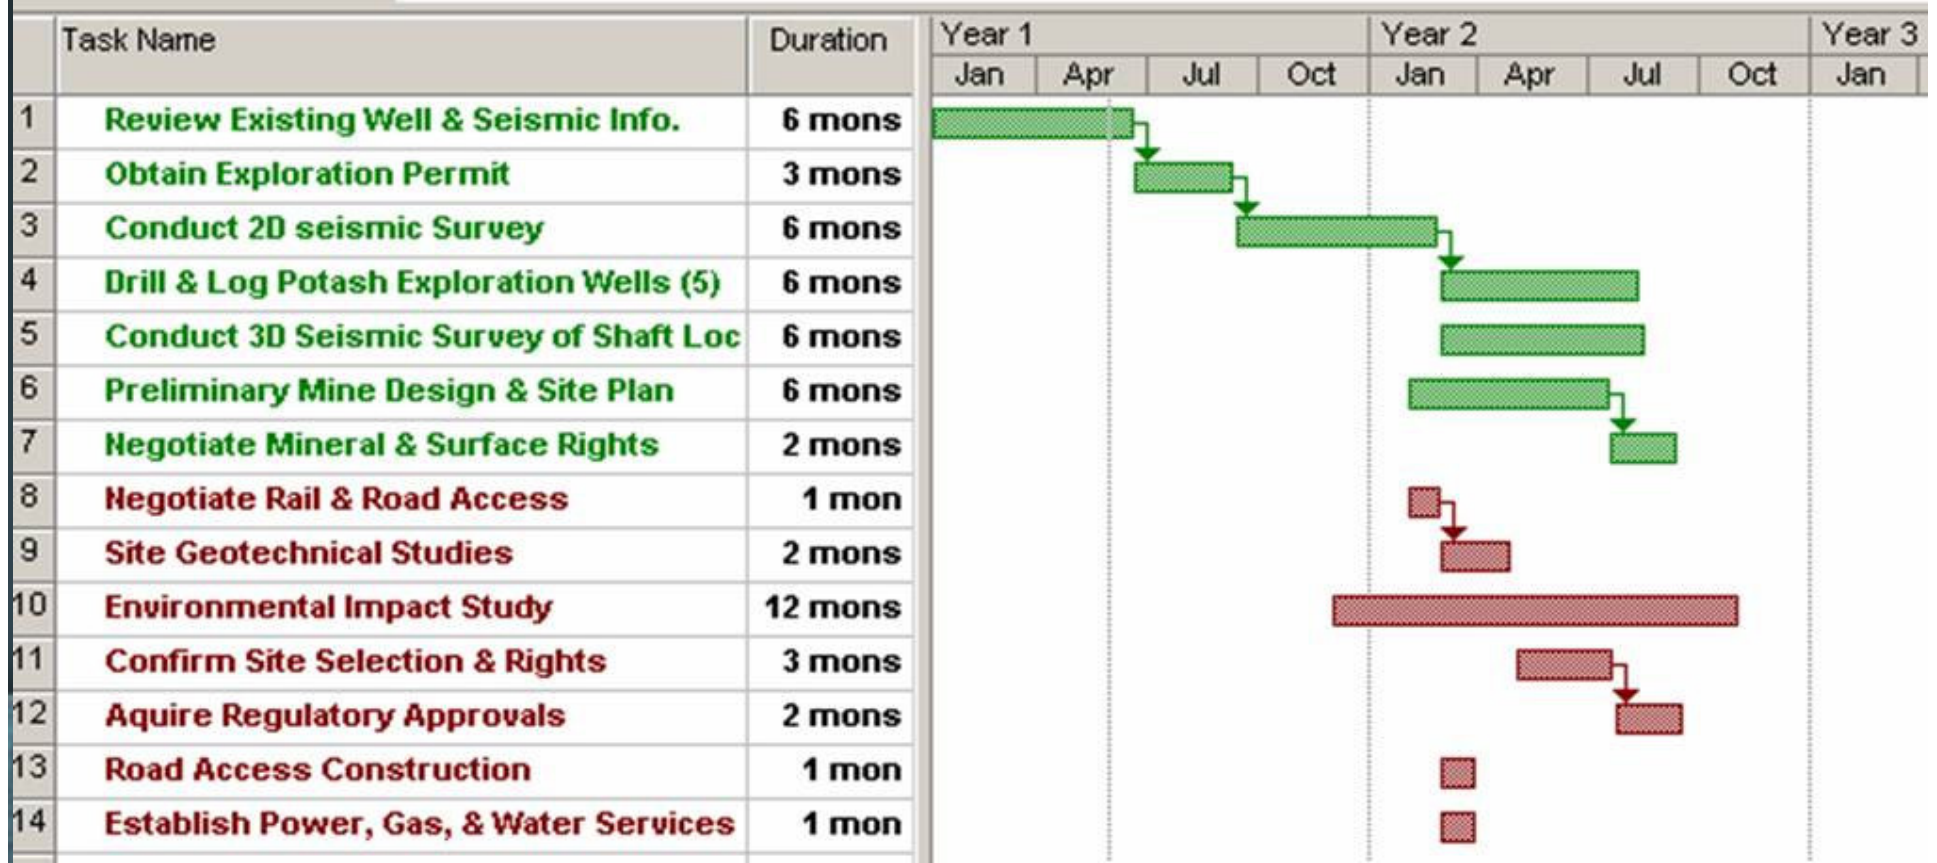 Task Name Duration Year 1 Year 2 Year 3
Jan Apr Jul Oct Jan Apr Jul Oct Jan
1 Review Existing Well & Seismic Info. 6 mons
2 Obtain Exploration Permit 3 mons
3 Conduct 2D seismic Survey 6 mons
4 Drill & Log Potash Exploration Wells (5) 6 mons
5 Conduct 3D Seismic Survey of Shaft Loc 6 mons
6 Preliminary Mine Design & Site Plan 6 mons
7 Negotiate Mineral & Surface Rights 2 mons
8 Negotiate Rail & Road Access 1 mon
9 Site Geotechnical Studies 2 mons
10 Environmental Impact Study 12 mons
11 Confirm Site Selection & Rights 3 mons
12 Aquire Regulatory Approvals 2 mons
13 Road Access Construction 1 mon
14 Establish Power, Gas, & Water Services 1 mon